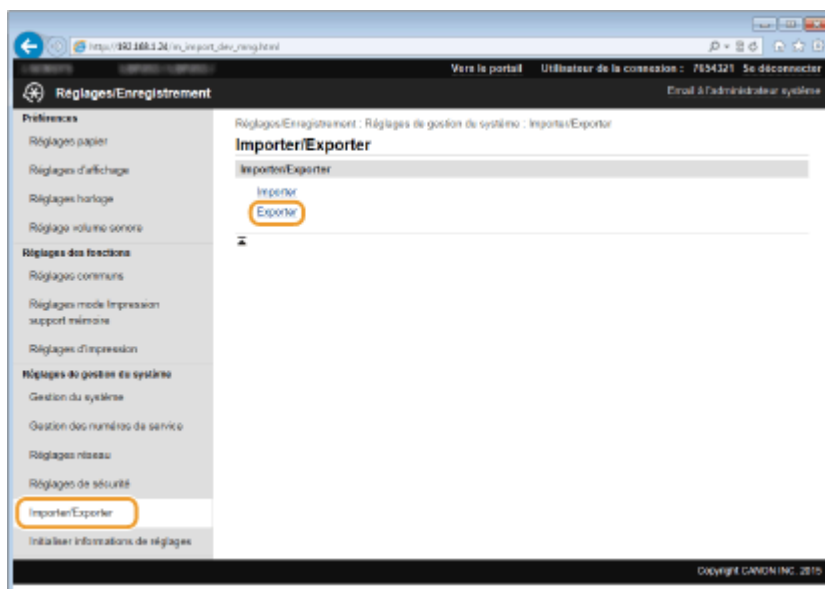 http://192.168.1.24/m_import_dev_mng.html
Vers le portail Utilisateur de la connexion : 7654321 Se déconnecter
Réglages/Enregistrement
Email à l'administrateur système
Préférences
Réglages papier
Réglages d'affichage
Réglages horloge
Réglage volume sonore
Réglages des fonctions
Réglages communs
Réglages mode Impression
support mémoire
Réglages d'impression
Réglages de gestion du système
Gestion du système
Gestion des numéros de service
Réglages réseau
Réglages de sécurité
Importer/Exporter
Initialiser informations de réglages
Réglages/Enregistrement : Réglages de gestion du système : Importer/Exporter
Importer/Exporter
Importer/Exporter
Importer
Exporter
Copyright CANON INC. 2015